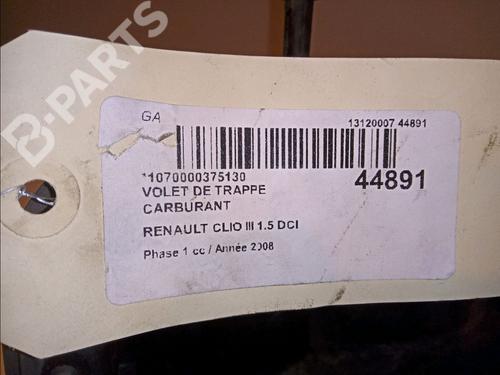 B-PARTS
GA
13120007 44891
*1070000375130
44891
VOLET DE TRAPPE
CARBURANT
RENAULT CLIO III 1.5 DCI
Phase 1 cc / Année 2008